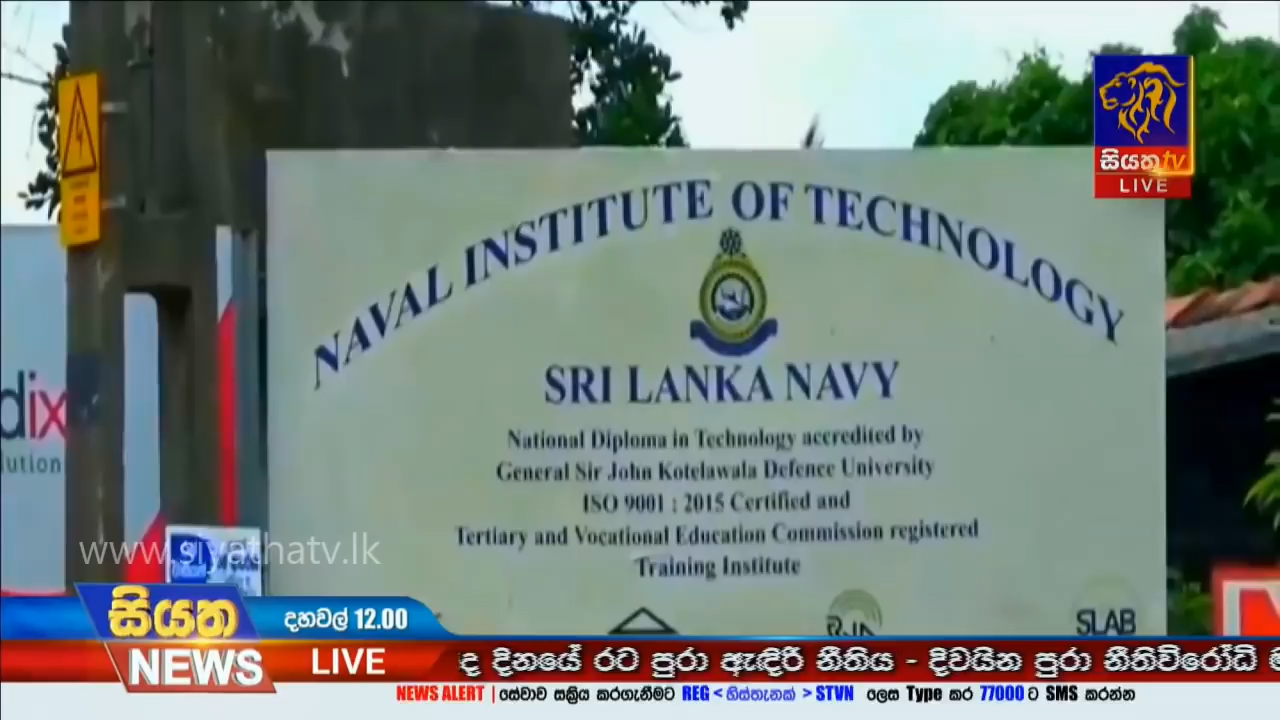 සියත tv
LIVE
NAVAL INSTITUTE OF TECHNOLOGY
SRI LANKA NAVY
National Diploma in Technology accredited by
General Sir John Kotelawala Defence University
ISO 9001 : 2015 Certified and
Tertiary and Vocational Education Commission registered
Training Institute
dix
lution
SLAB
www.siyathatv.lk
සියත
NEWS
දහවල් 12.00
LIVE
ද දිනයේ රට පුරා ඇඳිරි නීතිය - දිවයින පුරා නීතිවිරෝධී
NEWS ALERT | සේවාව සක්‍රිය කරගැනීමට REG < හිස්තැනක් > STVN ලෙස Type කර 77000 ට SMS කරන්න